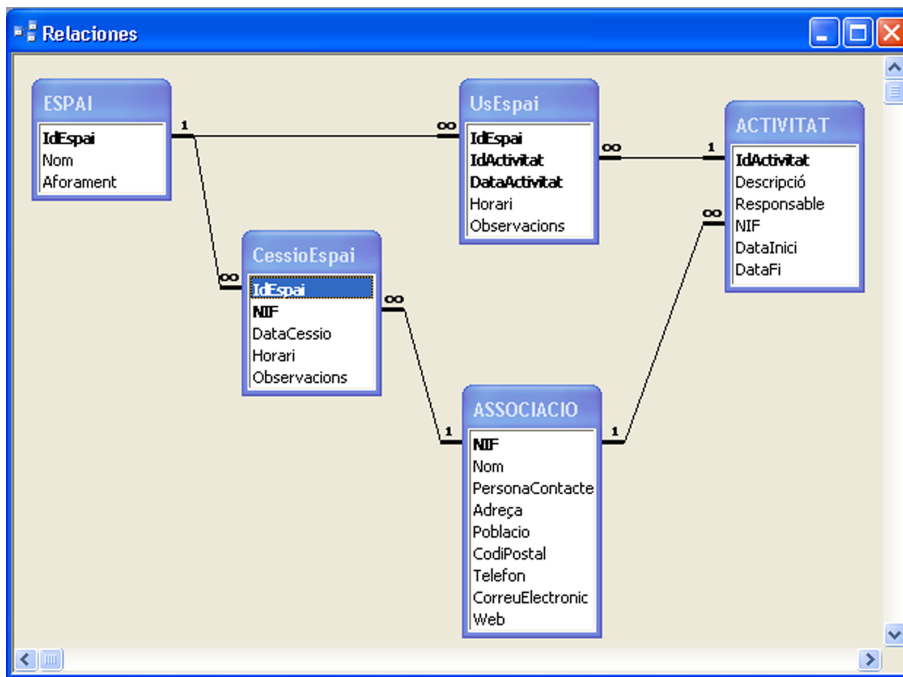 Relaciones
ESPAI
IdEspai
Nom
Aforament
1
∞
UsEspai
IdEspai
IdActivitat
DataActivitat
Horari
Observacions
∞
1
ACTIVITAT
IdActivitat
Descripció
Responsable
NIF
DataInici
DataFi
∞
∞
CessioEspai
IdEspai
NIF
DataCessio
Horari
Observacions
∞
1
ASSOCIACIO
NIF
Nom
PersonaContacte
Adreça
Poblacio
CodiPostal
Telefon
CorreuElectronic
Web
1